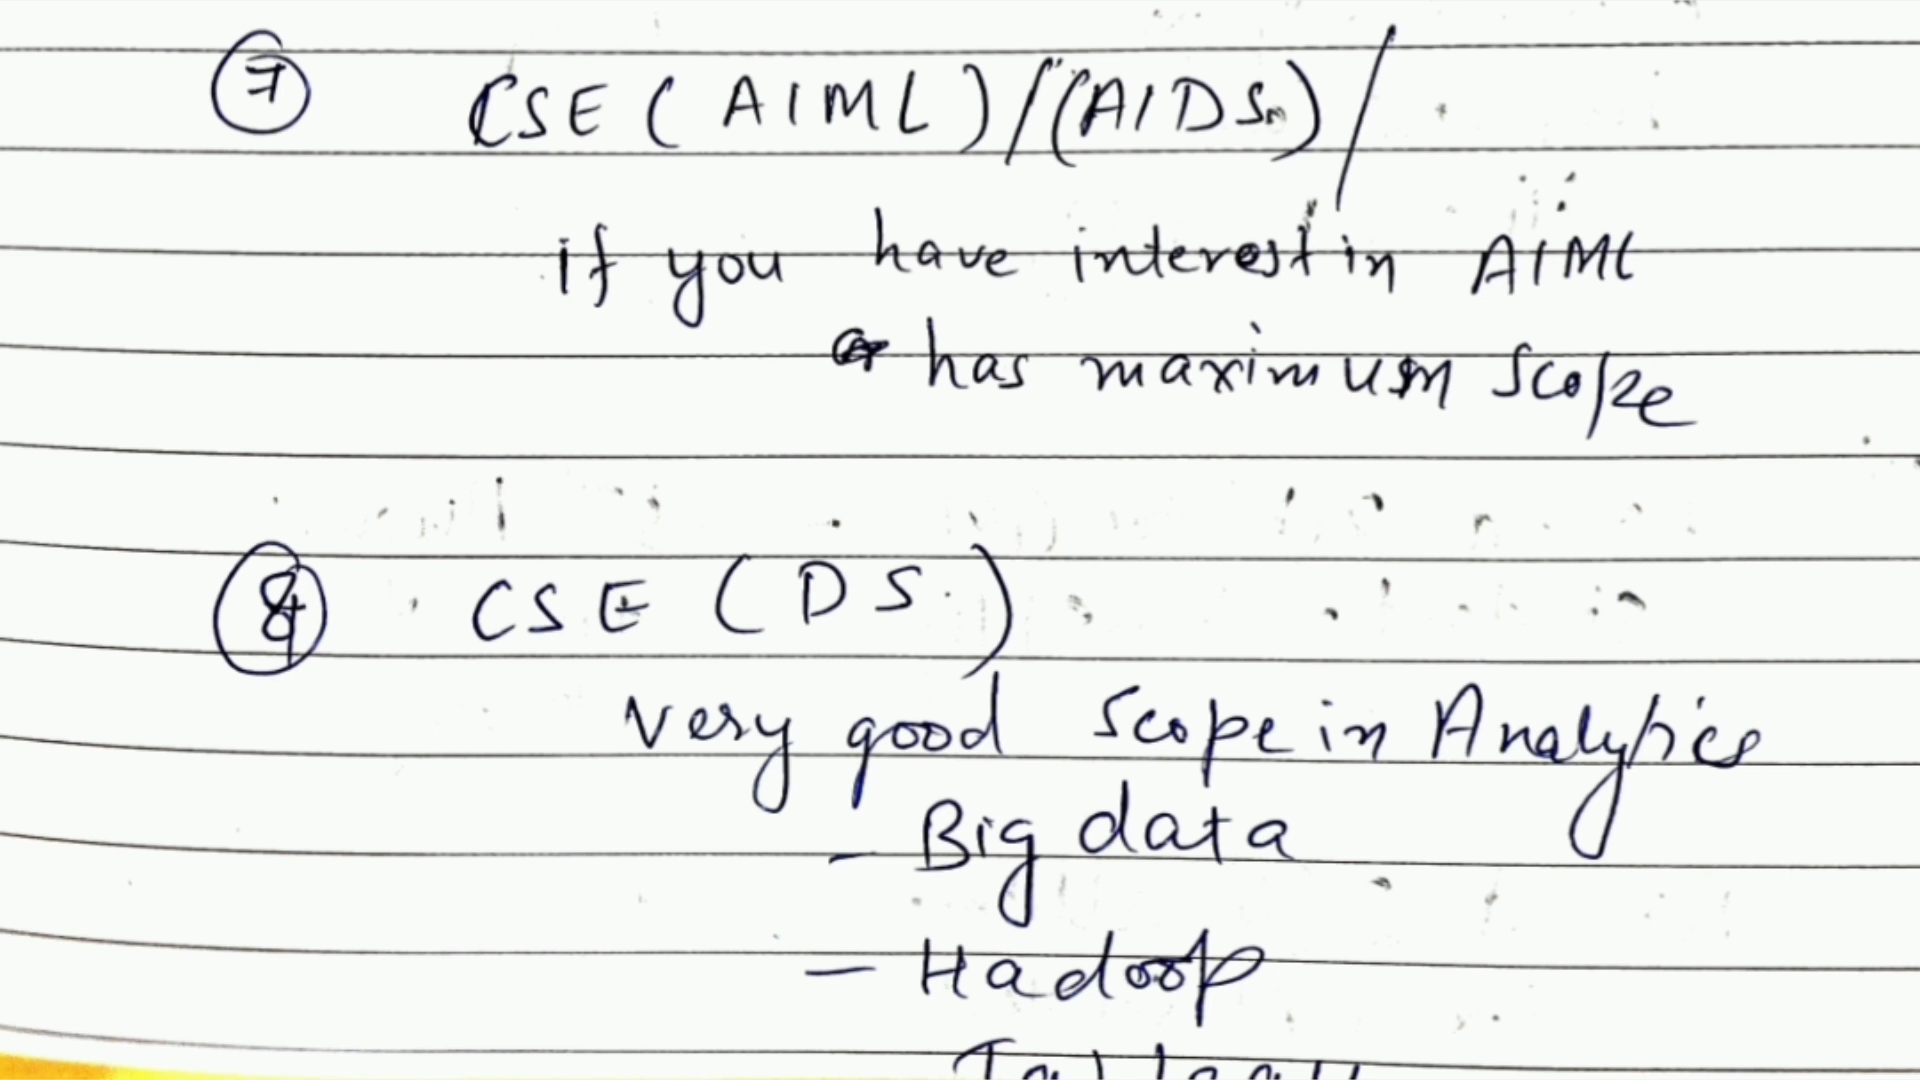 7 CSE (AIML)/(AIDS)/
if you have interest in AIML
has maximum Scope
8 CSE (DS)
Very good Scope in Analytics
- Big data
- Hadoop